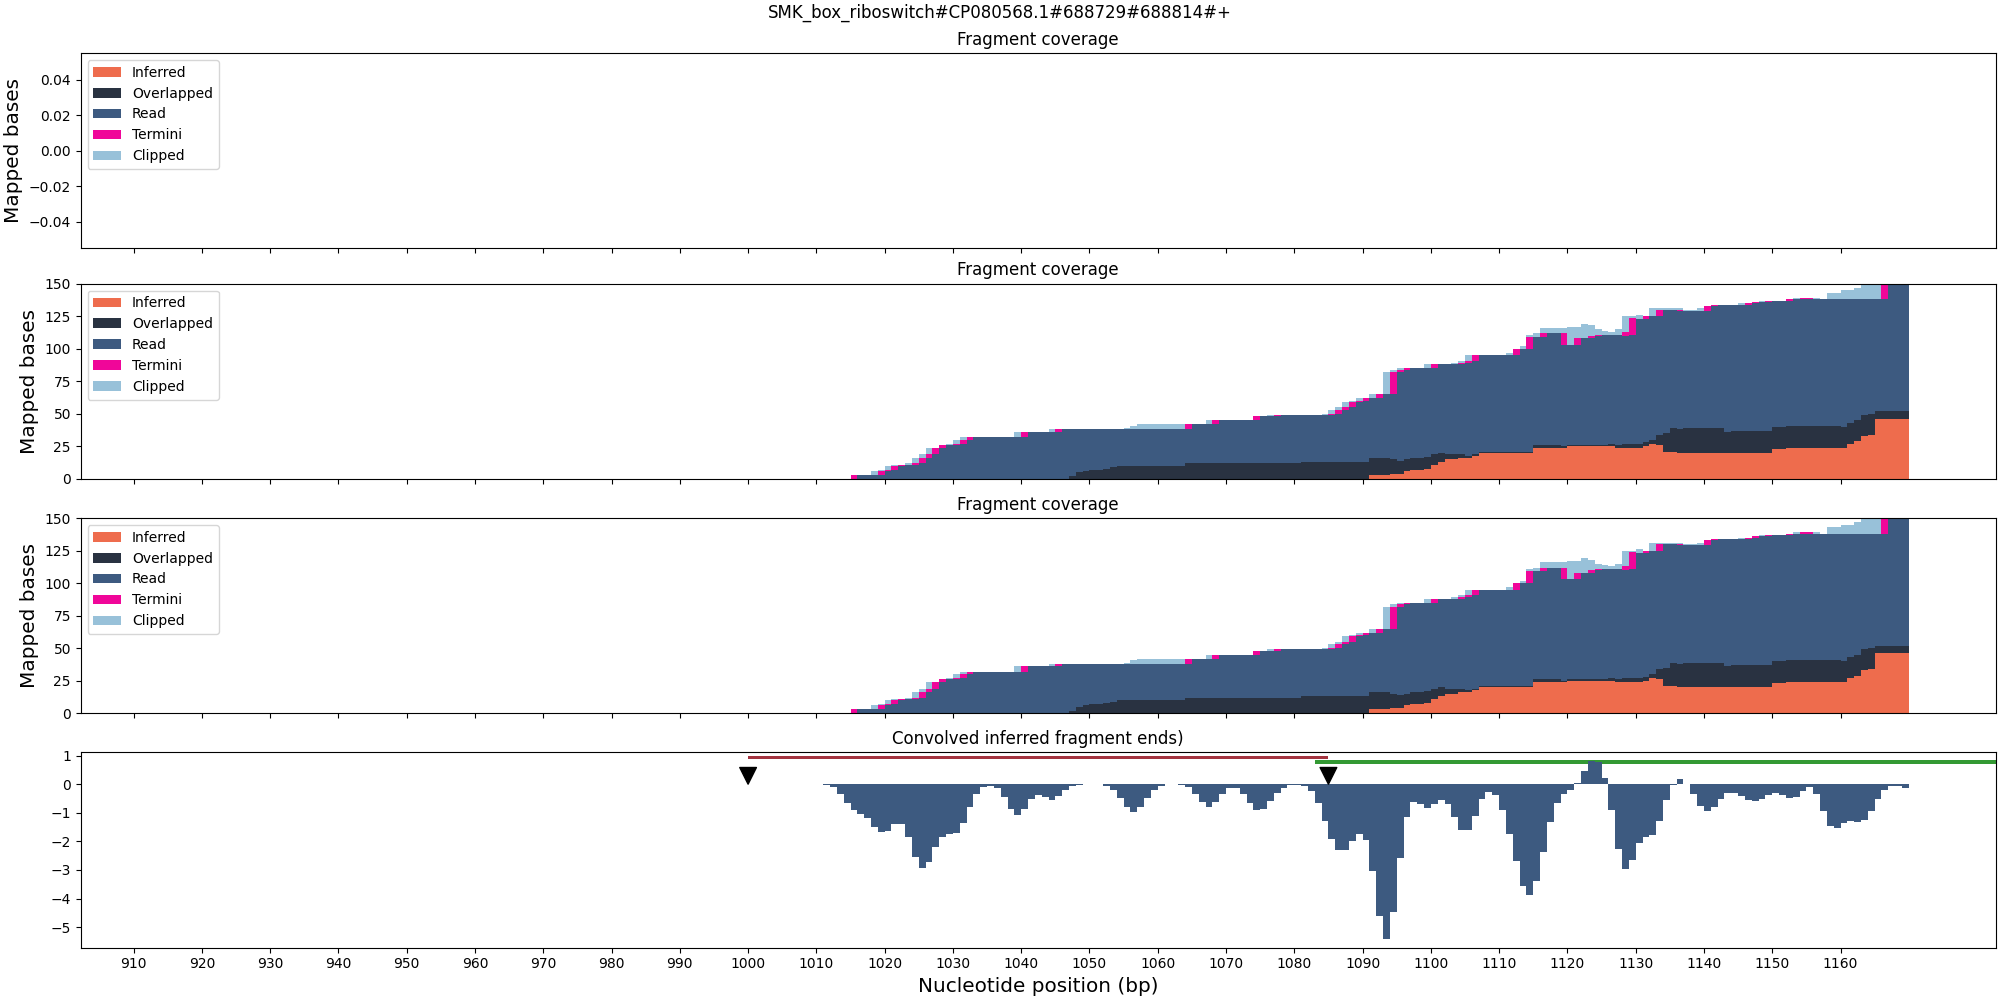 SMK_box_riboswitch#CP080568.1#688729#688814#+
Fragment coverage
Mapped bases
0.04
0.02
0.00
−0.02
−0.04
Inferred
Overlapped
Read
Termini
Clipped
Fragment coverage
Mapped bases
150
125
100
75
50
25
0
Inferred
Overlapped
Read
Termini
Clipped
Fragment coverage
Mapped bases
150
125
100
75
50
25
0
Inferred
Overlapped
Read
Termini
Clipped
Convolved inferred fragment ends)
1
0
−1
−2
−3
−4
−5
910 920 930 940 950 960 970 980 990 1000 1010 1020 1030 1040 1050 1060 1070 1080 1090 1100 1110 1120 1130 1140 1150 1160
Nucleotide position (bp)